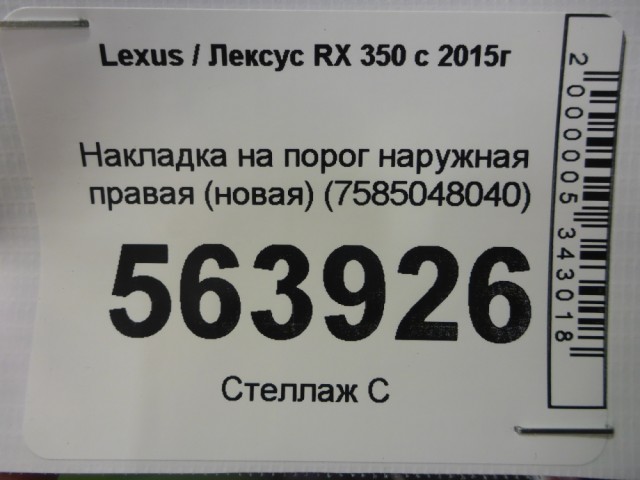 Lexus / Лексус RX 350 с 2015г
Накладка на порог наружная
правая (новая) (7585048040)
563926
Стеллаж С
2000005343018